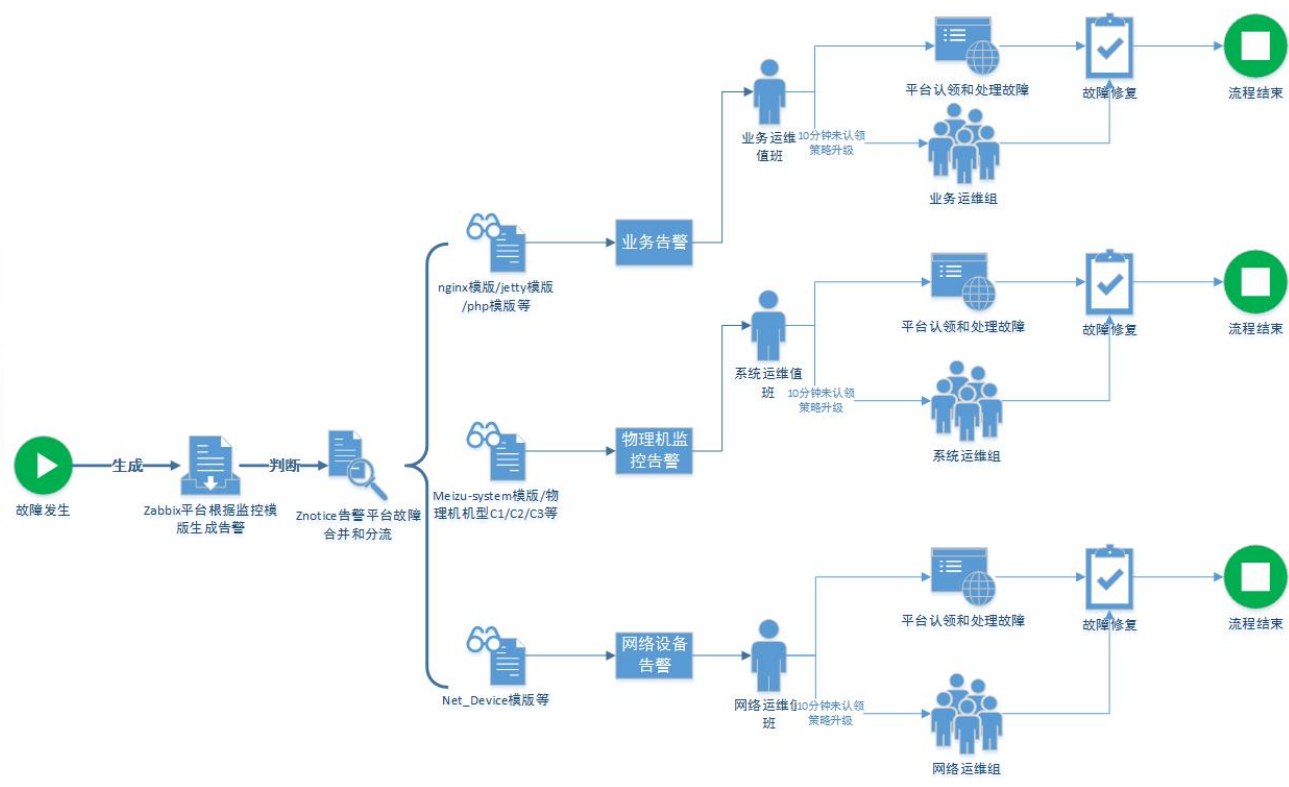 平台认领和处理故障
故障修复
流程结束
业务运维
值班
10分钟未认领
策略升级
业务运维组
业务告警
nginx模版/jetty模版
/php模版等
平台认领和处理故障
故障修复
流程结束
系统运维值
班
10分钟未认领
策略升级
系统运维组
物理机监
控告警
Meizu-system模版/物
理机机型C1/C2/C3等
生成
判断
故障发生
Zabbix平台根据监控模
版生成告警
Znotice告警平台故障
合并和分流
平台认领和处理故障
故障修复
流程结束
网络设备
告警
Net_Device模版等
网络运维值
班
10分钟未认领
策略升级
网络运维组